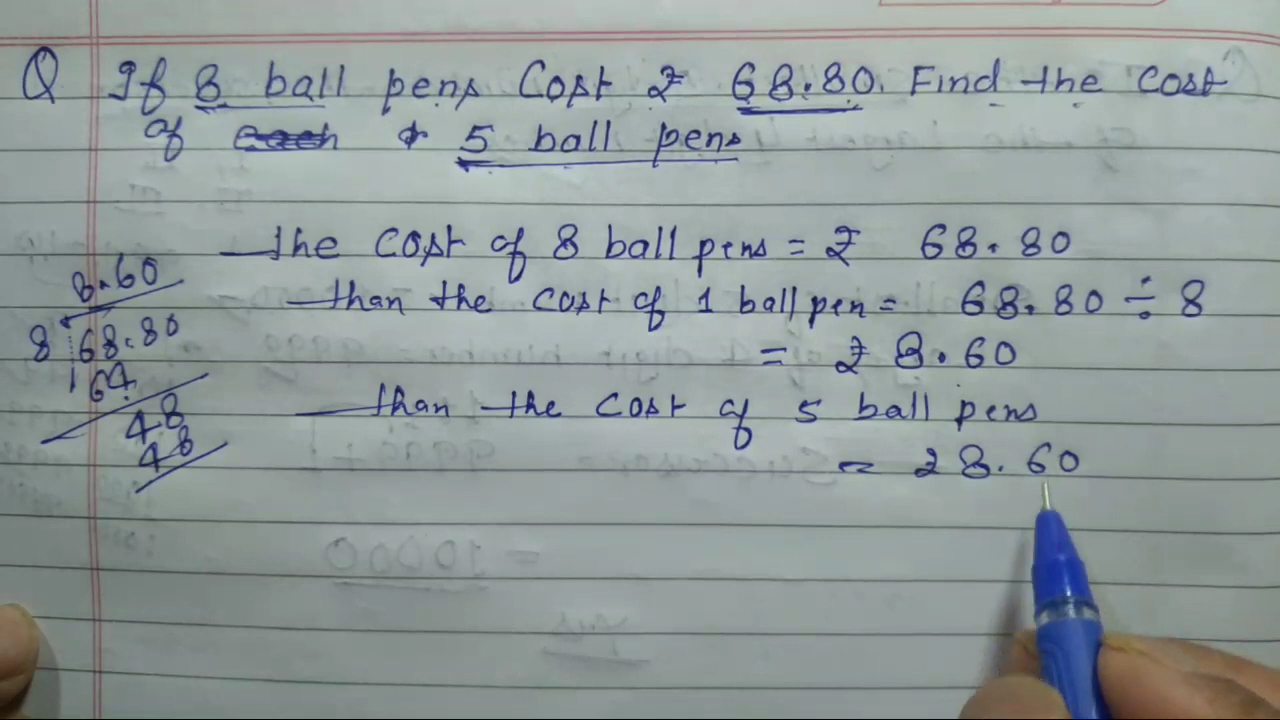 Q If 8 ball pens Cost ₹ 68.80. Find the cost
of 5 ball pens
the cost of 8 ball pens = ₹ 68.80
than the cost of 1 ball pen = 68.80 ÷ 8
= ₹ 8.60
than the cost of 5 ball pens
= ₹ 8.60
8.60
8 68.80
64
48
48
= 10000